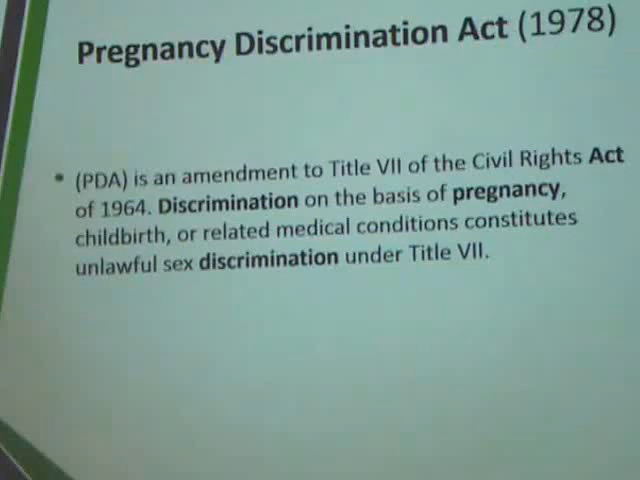 Pregnancy Discrimination Act (1978)
• (PDA) is an amendment to Title VII of the Civil Rights Act
of 1964. Discrimination on the basis of pregnancy,
childbirth, or related medical conditions constitutes
unlawful sex discrimination under Title VII.